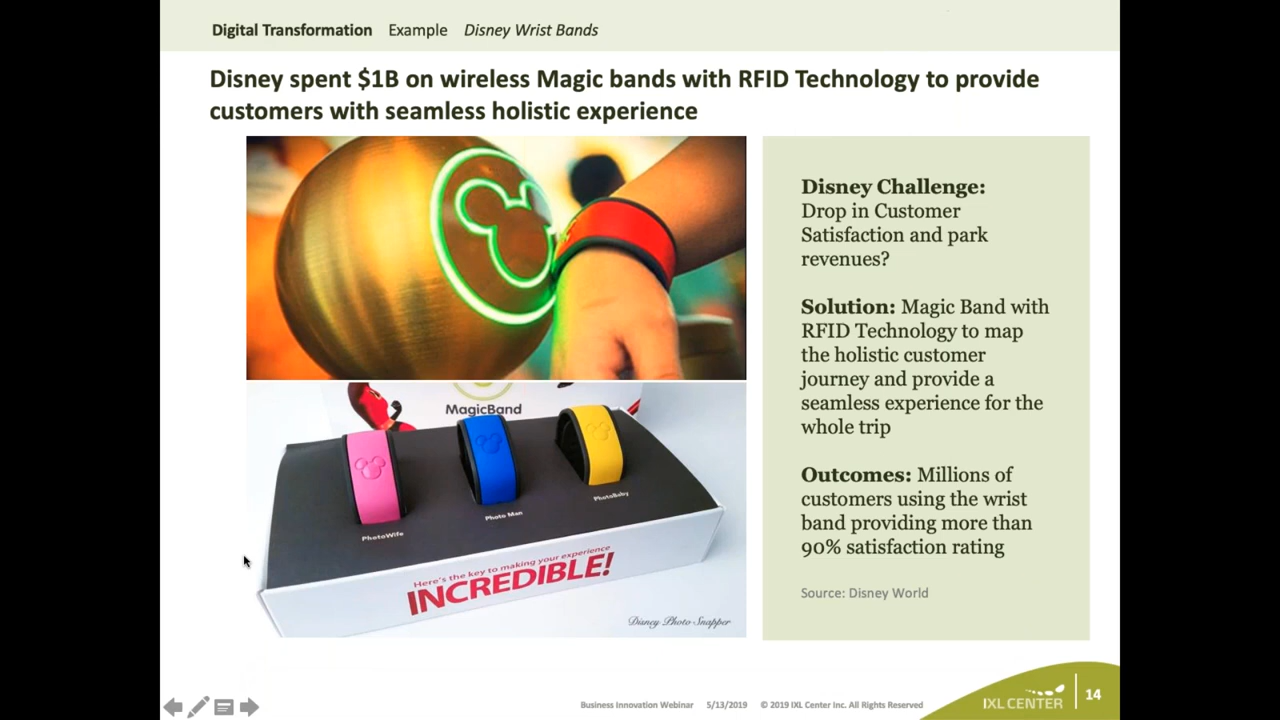 Digital Transformation Example Disney Wrist Bands
Disney spent $1B on wireless Magic bands with RFID Technology to provide
customers with seamless holistic experience
MagicBand
PhotoWife
Photo Man
PhotoBaby
Here's the key to making your experience
INCREDIBLE!
Disney Photo Snapper
Disney Challenge:
Drop in Customer
Satisfaction and park
revenues?
Solution: Magic Band with
RFID Technology to map
the holistic customer
journey and provide a
seamless experience for the
whole trip
Outcomes: Millions of
customers using the wrist
band providing more than
90% satisfaction rating
Source: Disney World
Business Innovation Webinar 5/13/2019 © 2019 IXL Center Inc. All Rights Reserved
IXL CENTER
14